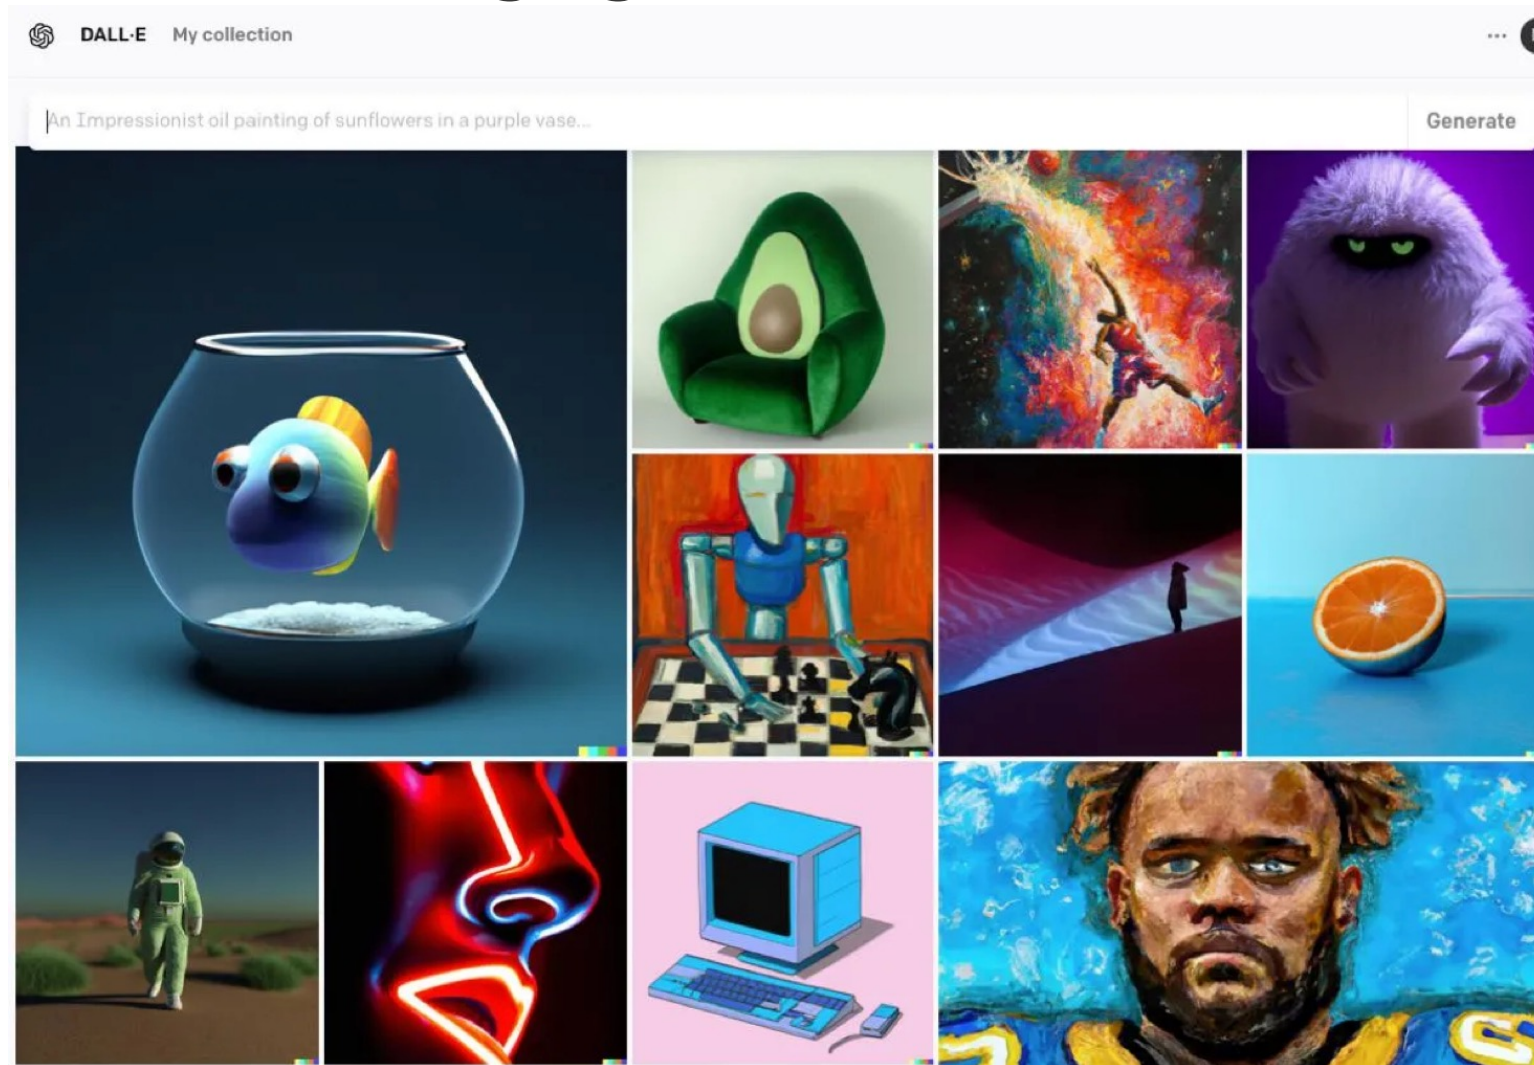 DALL·E My collection
An Impressionist oil painting of sunflowers in a purple vase...
Generate